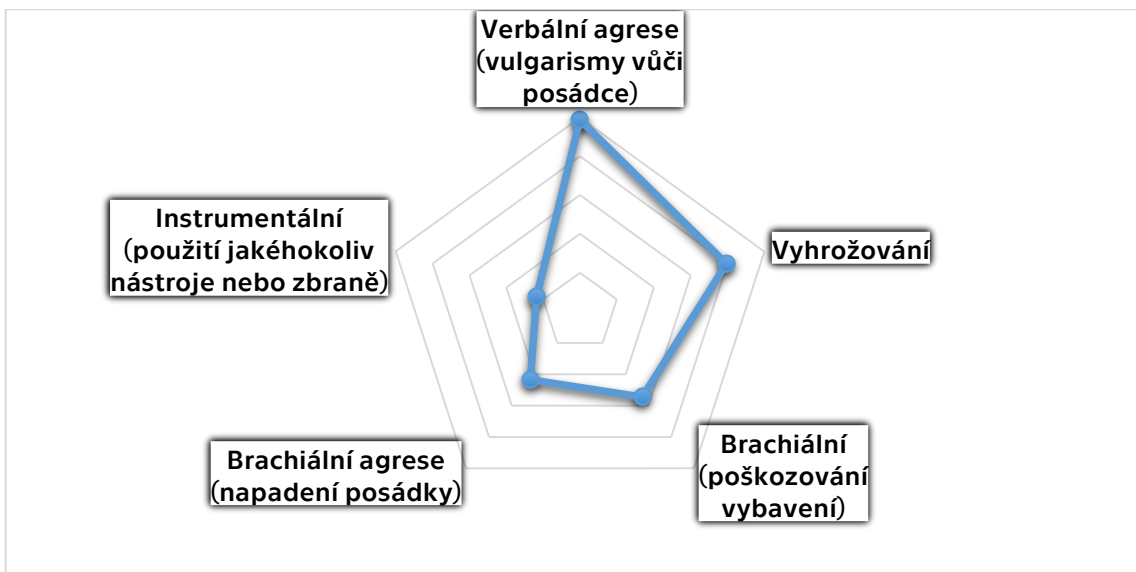 Verbální agrese
(vulgarismy vůči
posádce)
Instrumentální
(použití jakéhokoliv
nástroje nebo zbraně)
Vyhrožování
Brachiální agrese
(napadení posádky)
Brachiální
(poškozování
vybavení)